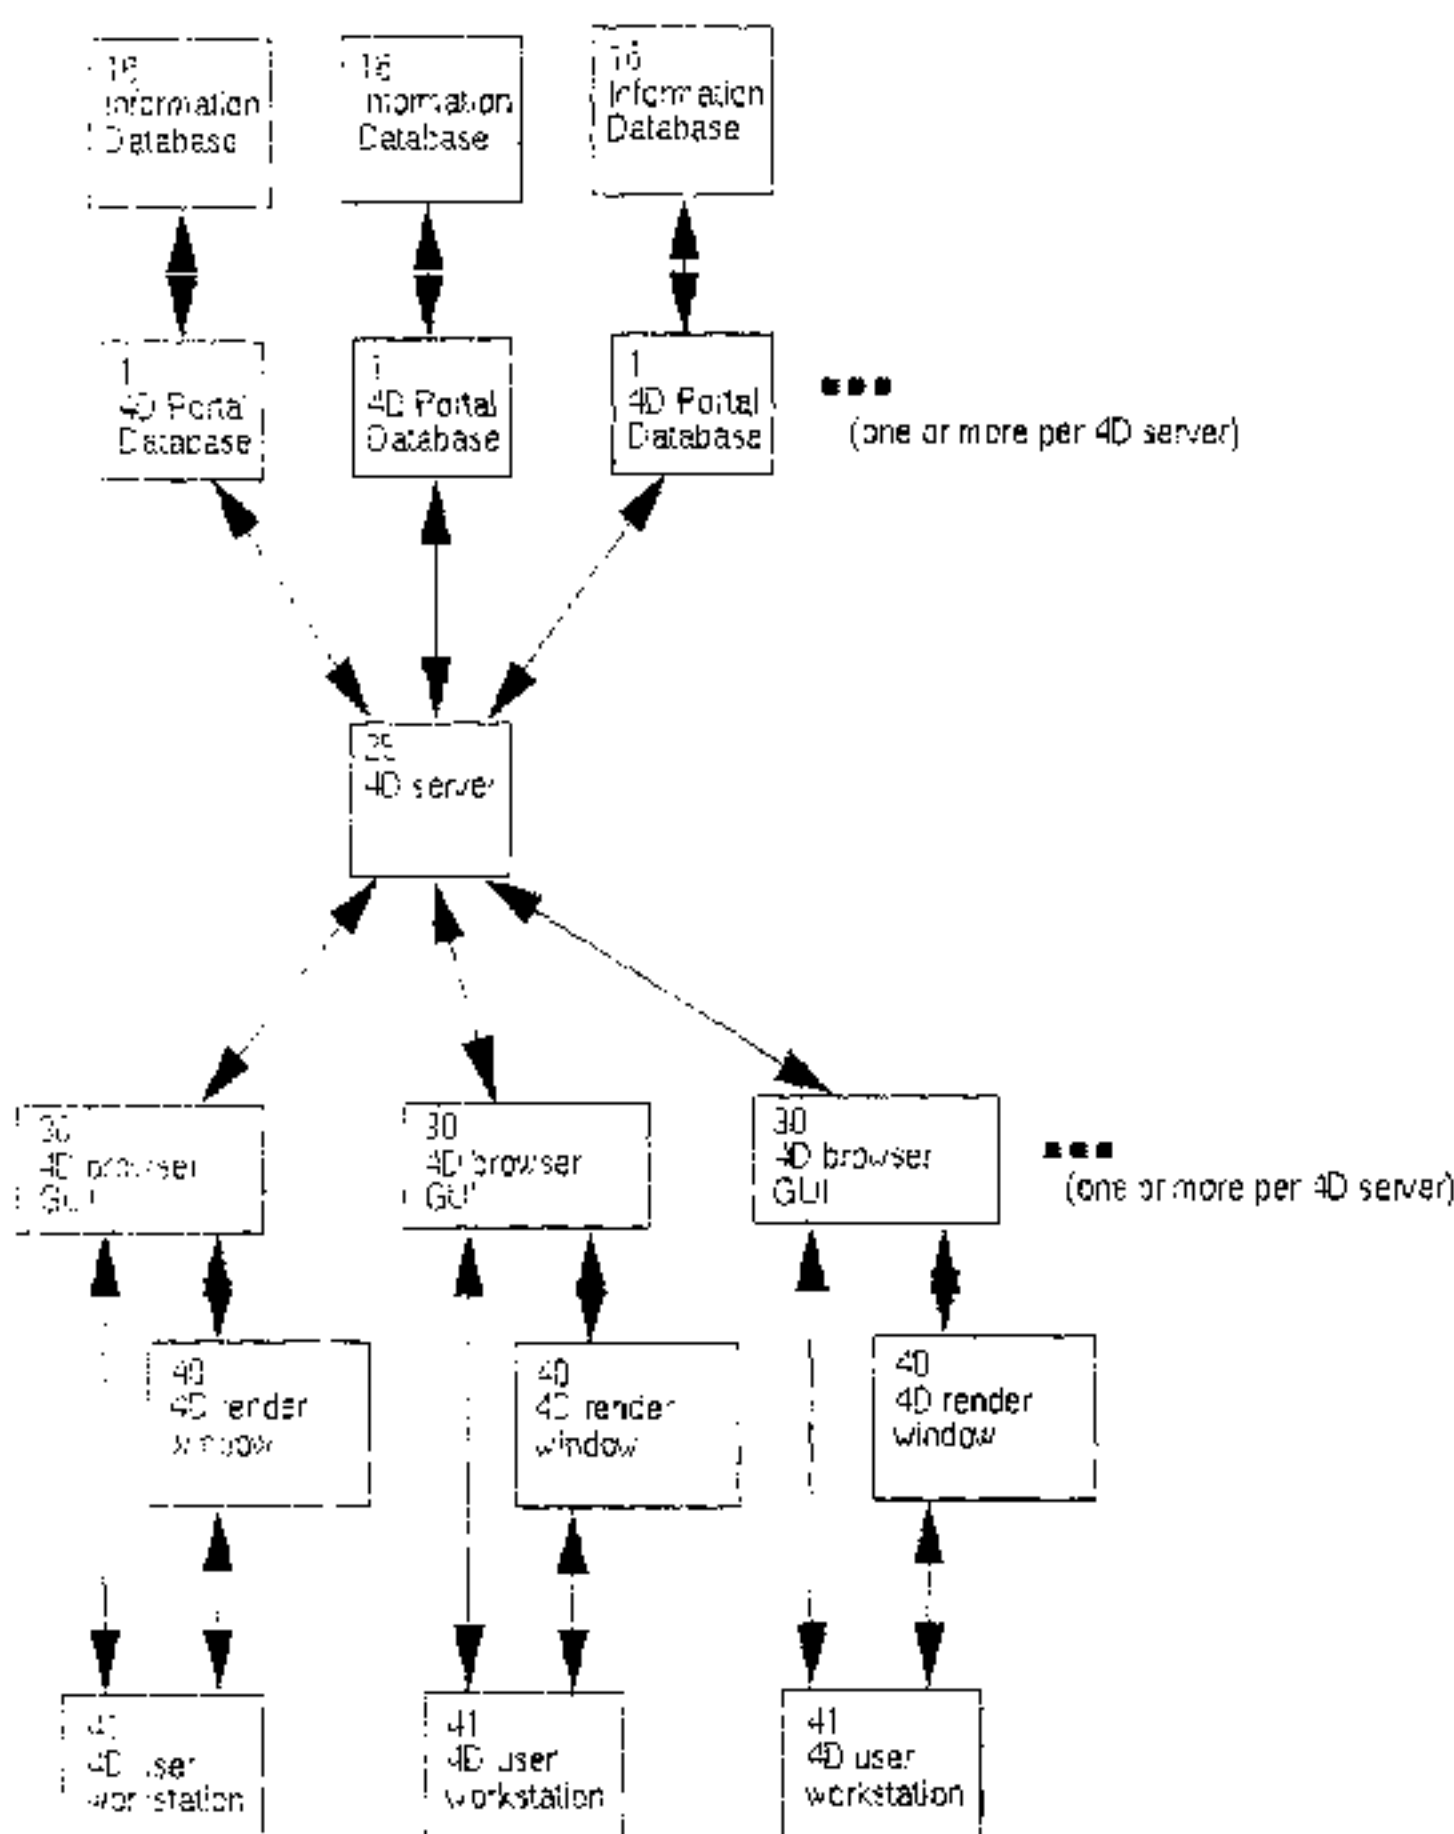 16
Information
Database
16
Information
Database
16
Information
Database
1
4D Portal
Database
1
4D Portal
Database
1
4D Portal
Database
(one or more per 4D server)
25
4D server
30
4D browser
GUI
30
4D browser
GUI
30
4D browser
GUI
(one or more per 4D server)
40
4D render
window
40
4D render
window
40
4D render
window
41
4D user
workstation
41
4D user
workstation
41
4D user
workstation